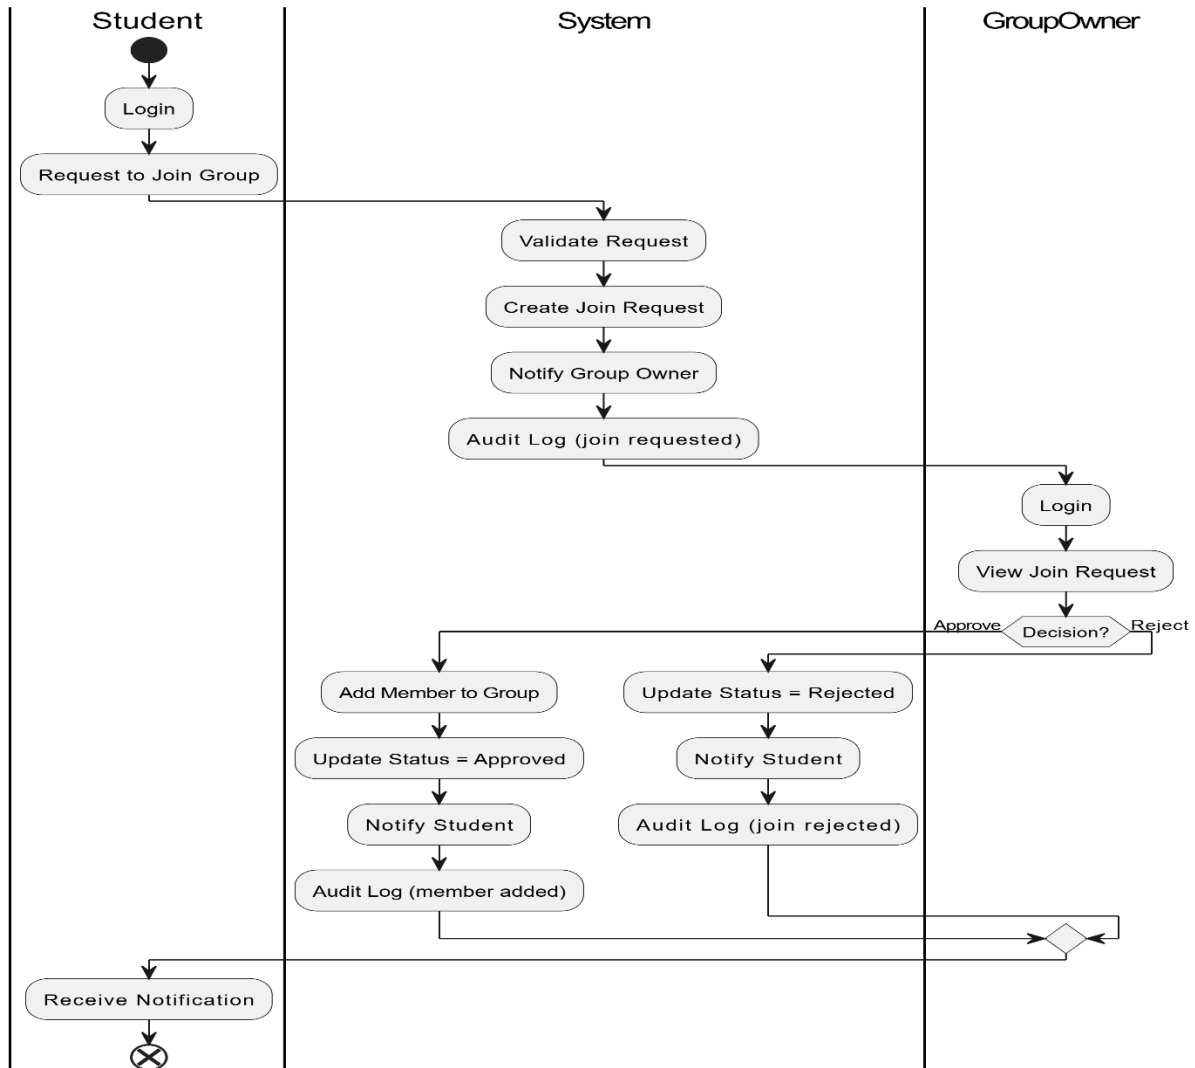 Student
System
GroupOwner
Login
Request to Join Group
Validate Request
Create Join Request
Notify Group Owner
Audit Log (join requested)
Login
View Join Request
Approve
Decision?
Reject
Add Member to Group
Update Status = Rejected
Update Status = Approved
Notify Student
Notify Student
Audit Log (join rejected)
Audit Log (member added)
Receive Notification